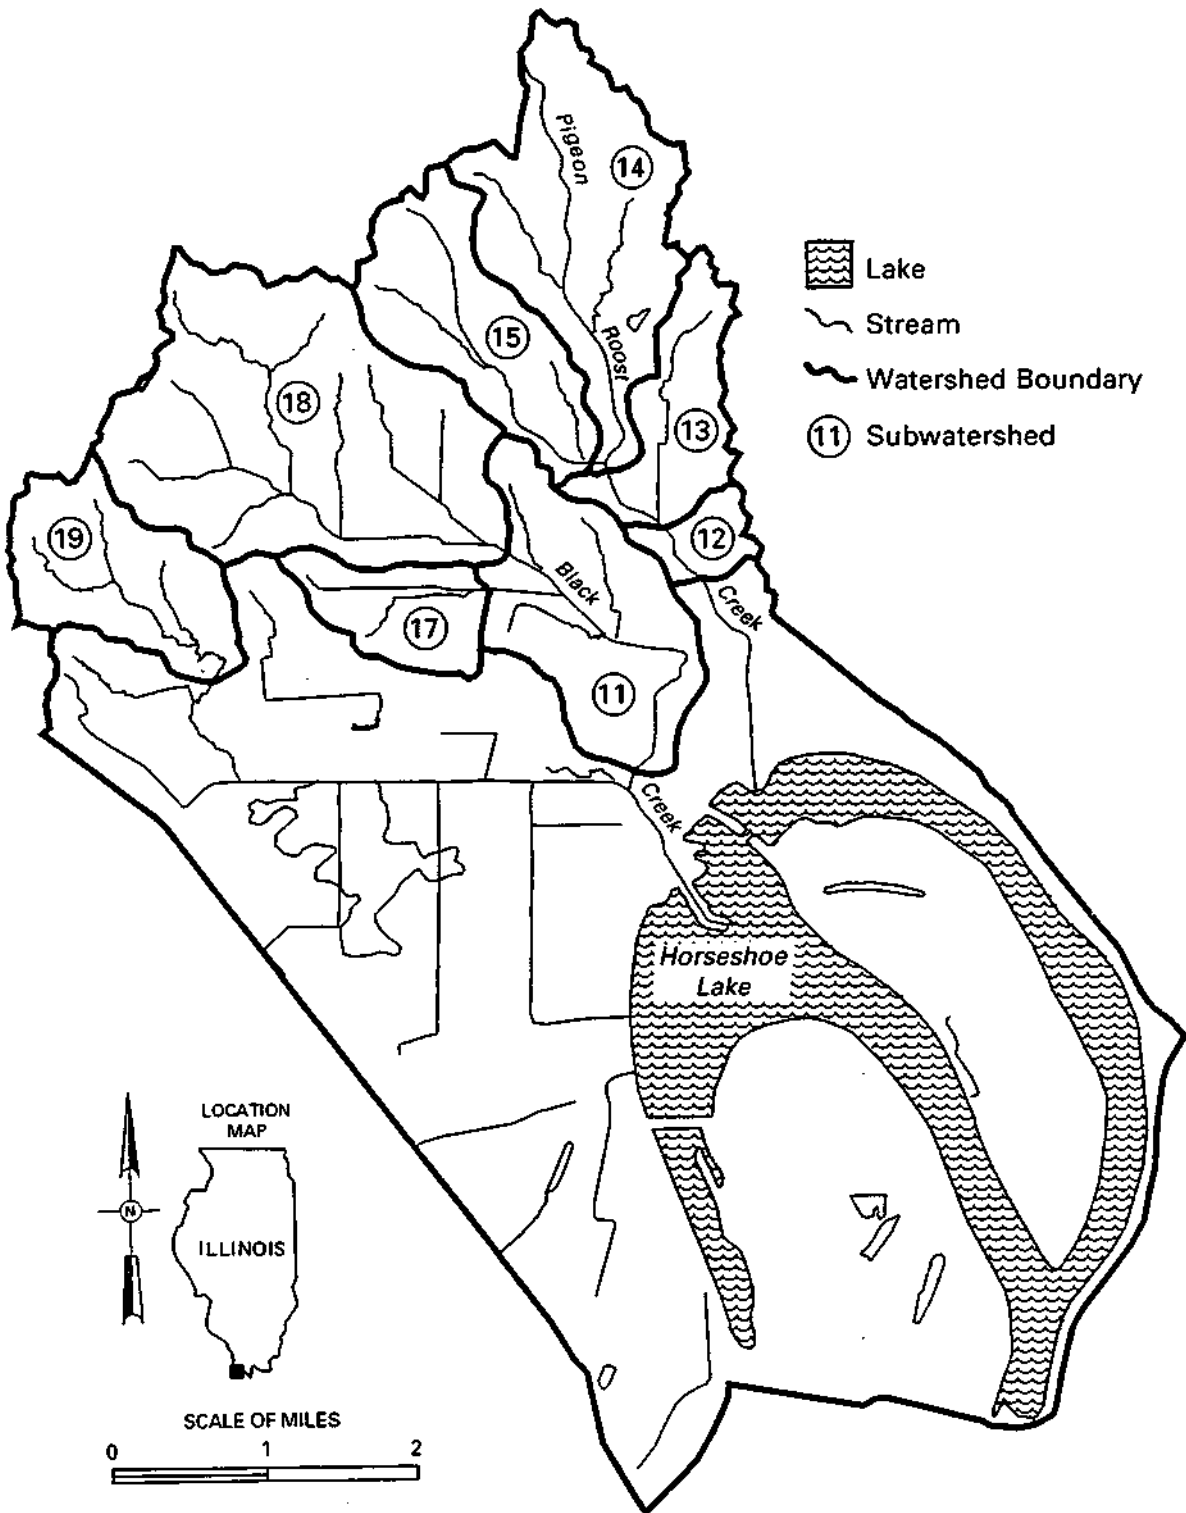 Pigeon
14
Lake
Stream
15
Roost
Watershed Boundary
18
13
11 Subwatershed
19
12
Black
Creek
17
11
Creek
Horseshoe
Lake
LOCATION
MAP
N
ILLINOIS
SCALE OF MILES
0 1 2